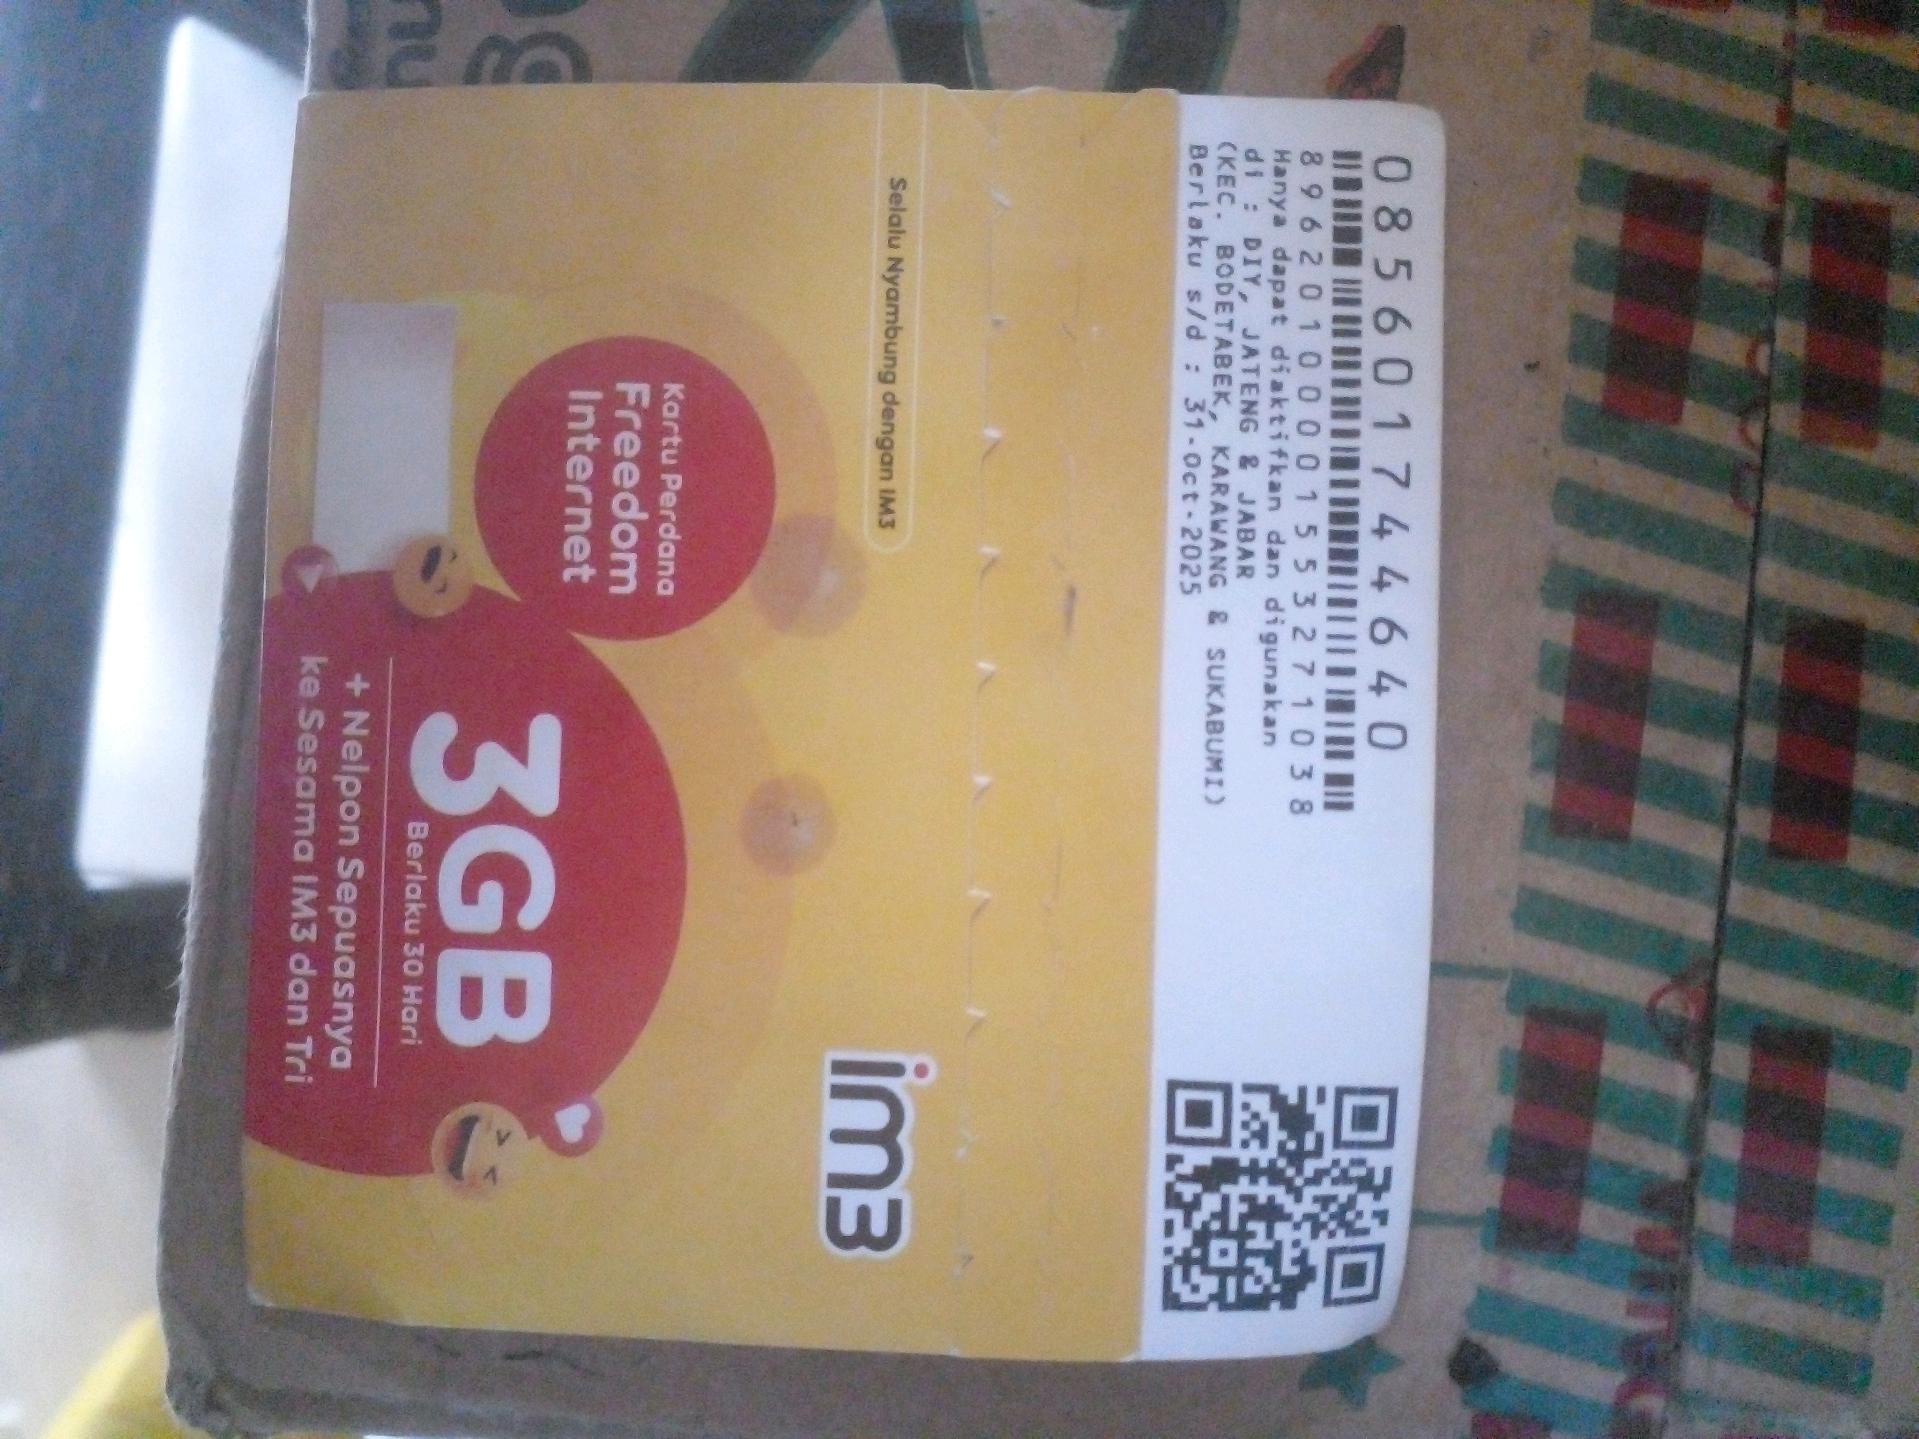 085601744640
89620100001553271038
Hanya dapat diaktifkan dan digunakan
di : DIY, JATENG & JABAR
(KEC. BODETABEK, KARAWANG & SUKABUMI)
Berlaku s/d : 31-Oct-2025
Selalu Nyambung dengan IM3
im3
Kartu Perdana
Freedom
Internet
3GB
Berlaku 30 Hari
+ Nelpon Sepuasnya
ke Sesama IM3 dan Tri